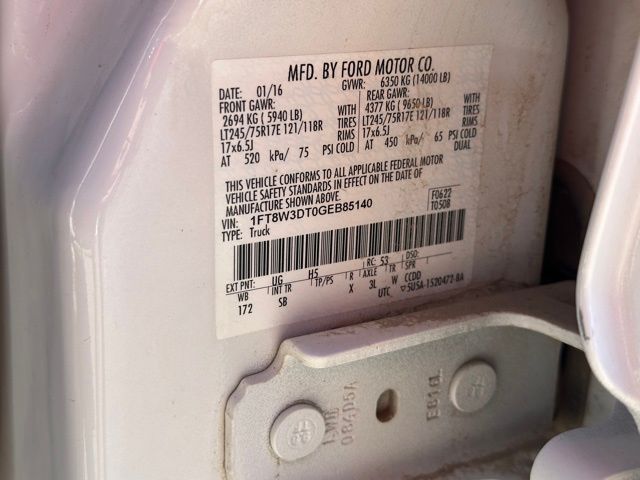 MFD. BY FORD MOTOR CO.
DATE: 01/16 GVWR: 6350 KG (14000 LB)
FRONT GAWR: REAR GAWR:
2694 KG ( 5940 LB) WITH 4377 KG ( 9650 LB) WITH
LT245/75R17E 121/118R TIRES LT245/75R17E 121/118R TIRES
17x6.5J RIMS 17x6.5J RIMS
AT 520 kPa/ 75 PSI COLD AT 450 kPa/ 65 PSI COLD
DUAL
THIS VEHICLE CONFORMS TO ALL APPLICABLE FEDERAL MOTOR
VEHICLE SAFETY STANDARDS IN EFFECT ON THE DATE OF
MANUFACTURE SHOWN ABOVE.
VIN: 1FT8W3DT0GEB85140 F0622
TYPE: Truck T0508
EXT PNT: UG H5 RC: 53 DSO:
WB INT TR TP/PS R AXLE TR SPR
172 SB X 3L W CCDD
UTC ▽5U5A-1520472-BA
E816L